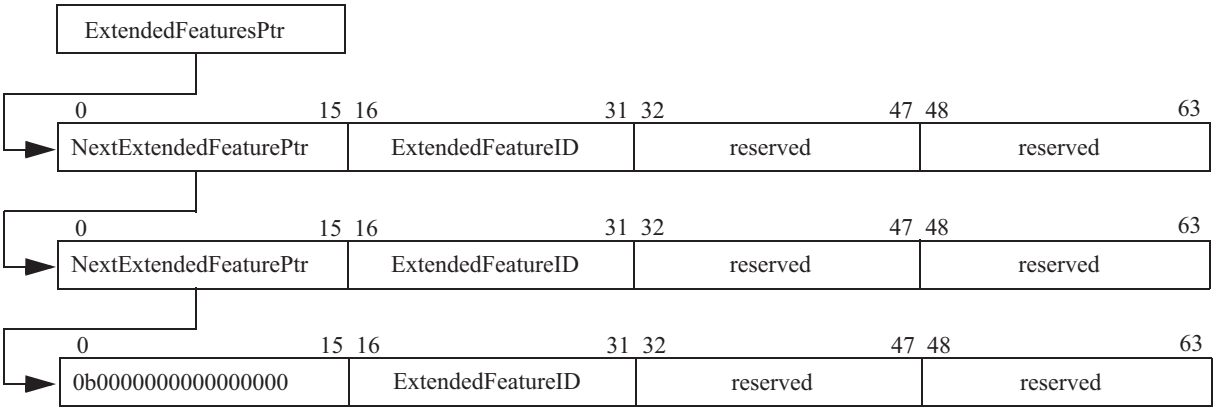 ExtendedFeaturesPtr
0 15 16 31 32 47 48 63
NextExtendedFeaturePtr ExtendedFeatureID reserved reserved
0 15 16 31 32 47 48 63
NextExtendedFeaturePtr ExtendedFeatureID reserved reserved
0 15 16 31 32 47 48 63
0b0000000000000000 ExtendedFeatureID reserved reserved